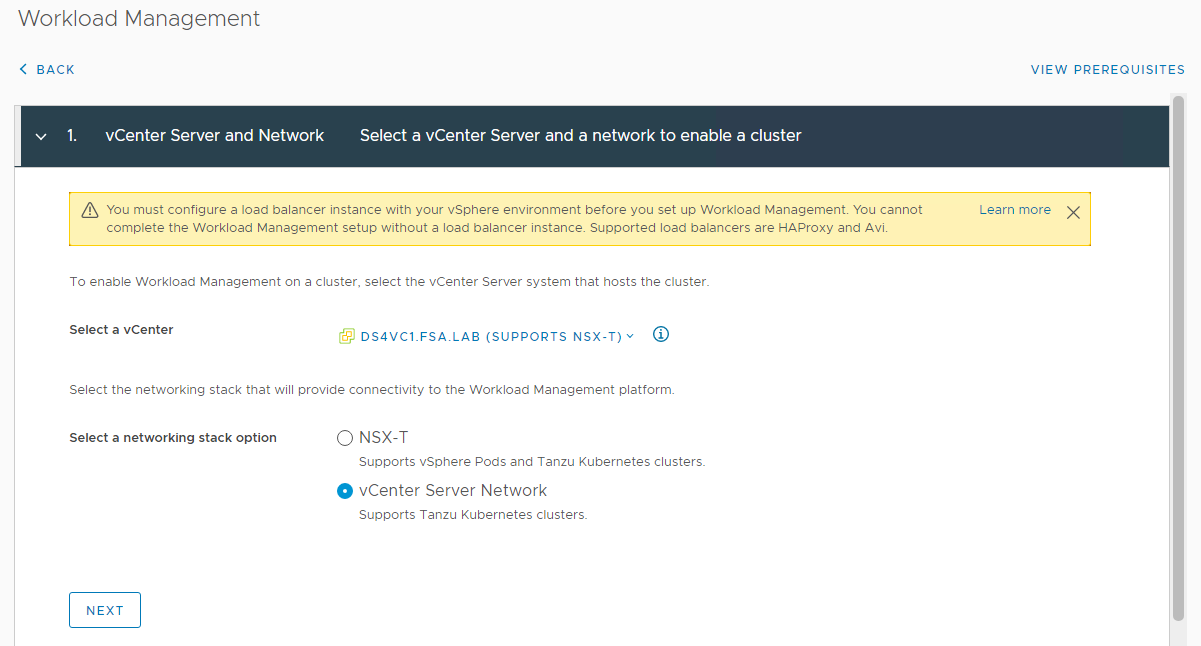 Workload Management
BACK
VIEW PREREQUISITES
1. vCenter Server and Network Select a vCenter Server and a network to enable a cluster
You must configure a load balancer instance with your vSphere environment before you set up Workload Management. You cannot Learn more
complete the Workload Management setup without a load balancer instance. Supported load balancers are HAProxy and Avi.
To enable Workload Management on a cluster, select the vCenter Server system that hosts the cluster.
Select a vCenter
DS4VC1.FSA.LAB (SUPPORTS NSX-T)
Select the networking stack that will provide connectivity to the Workload Management platform.
Select a networking stack option
NSX-T
Supports vSphere Pods and Tanzu Kubernetes clusters.
vCenter Server Network
Supports Tanzu Kubernetes clusters.
NEXT